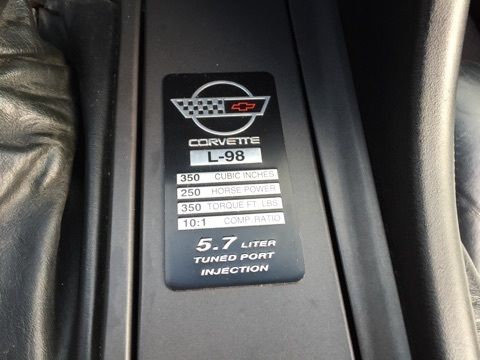 CORVETTE
L-98
350 CUBIC INCHES
250 HORSE POWER
350 TORQUE FT. LBS
10:1 COMP. RATIO
5.7 LITER
TUNED PORT
INJECTION